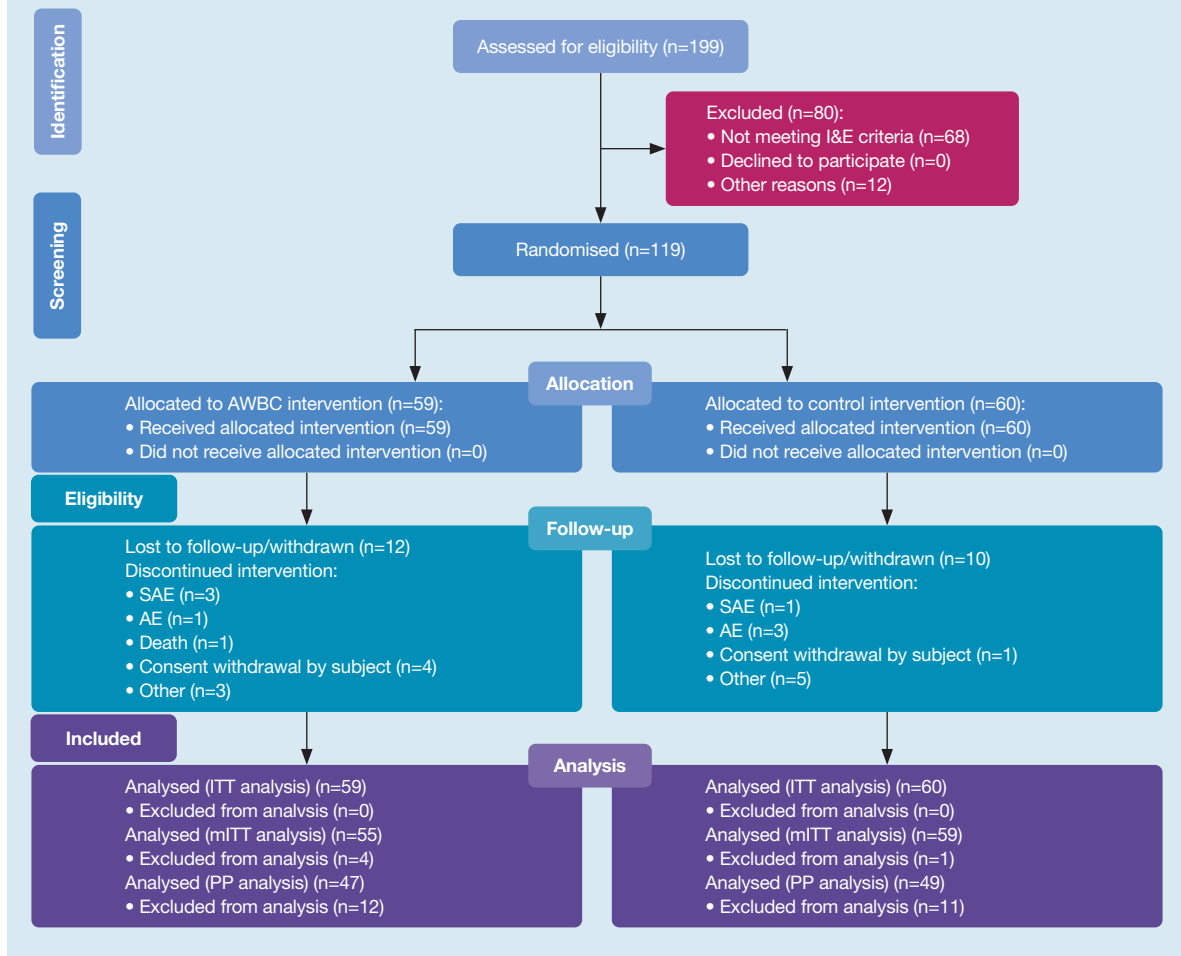 Identification
Assessed for eligibility (n=199)
Excluded (n=80):
• Not meeting I&E criteria (n=68)
• Declined to participate (n=0)
• Other reasons (n=12)
Screening
Randomised (n=119)
Allocation
Allocated to AWBC intervention (n=59):
• Received allocated intervention (n=59)
• Did not receive allocated intervention (n=0)
Allocated to control intervention (n=60):
• Received allocated intervention (n=60)
• Did not receive allocated intervention (n=0)
Eligibility
Follow-up
Lost to follow-up/withdrawn (n=12)
Discontinued intervention:
• SAE (n=3)
• AE (n=1)
• Death (n=1)
• Consent withdrawal by subject (n=4)
• Other (n=3)
Lost to follow-up/withdrawn (n=10)
Discontinued intervention:
• SAE (n=1)
• AE (n=3)
• Consent withdrawal by subject (n=1)
• Other (n=5)
Included
Analysis
Analysed (ITT analysis) (n=59)
• Excluded from analysis (n=0)
Analysed (mITT analysis) (n=55)
• Excluded from analysis (n=4)
Analysed (PP analysis) (n=47)
• Excluded from analysis (n=12)
Analysed (ITT analysis) (n=60)
• Excluded from analysis (n=0)
Analysed (mITT analysis) (n=59)
• Excluded from analysis (n=1)
Analysed (PP analysis) (n=49)
• Excluded from analysis (n=11)